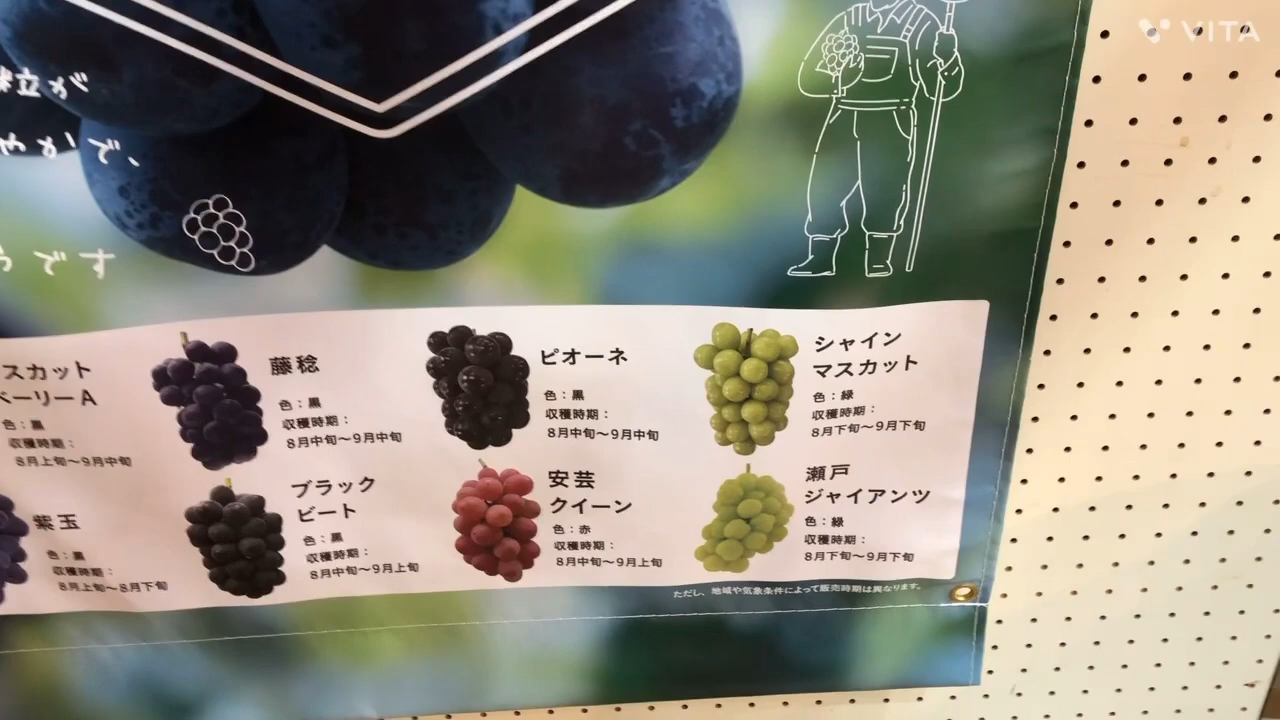 VITA
粒が
やかで、
うです
スカット
ベーリーA
色：黒
収穫時期：
8月上旬〜9月中旬
藤稔
色：黒
収穫時期：
8月中旬〜9月中旬
ピオーネ
色：黒
収穫時期：
8月中旬〜9月中旬
シャイン
マスカット
色：緑
収穫時期：
8月下旬〜9月下旬
紫玉
色：黒
収穫時期：
8月上旬〜8月下旬
ブラック
ビート
色：黒
収穫時期：
8月中旬〜9月上旬
安芸
クイーン
色：赤
収穫時期：
8月中旬〜9月上旬
瀬戸
ジャイアンツ
色：緑
収穫時期：
8月下旬〜9月下旬
ただし、地域や気象条件によって販売時期は異なります。